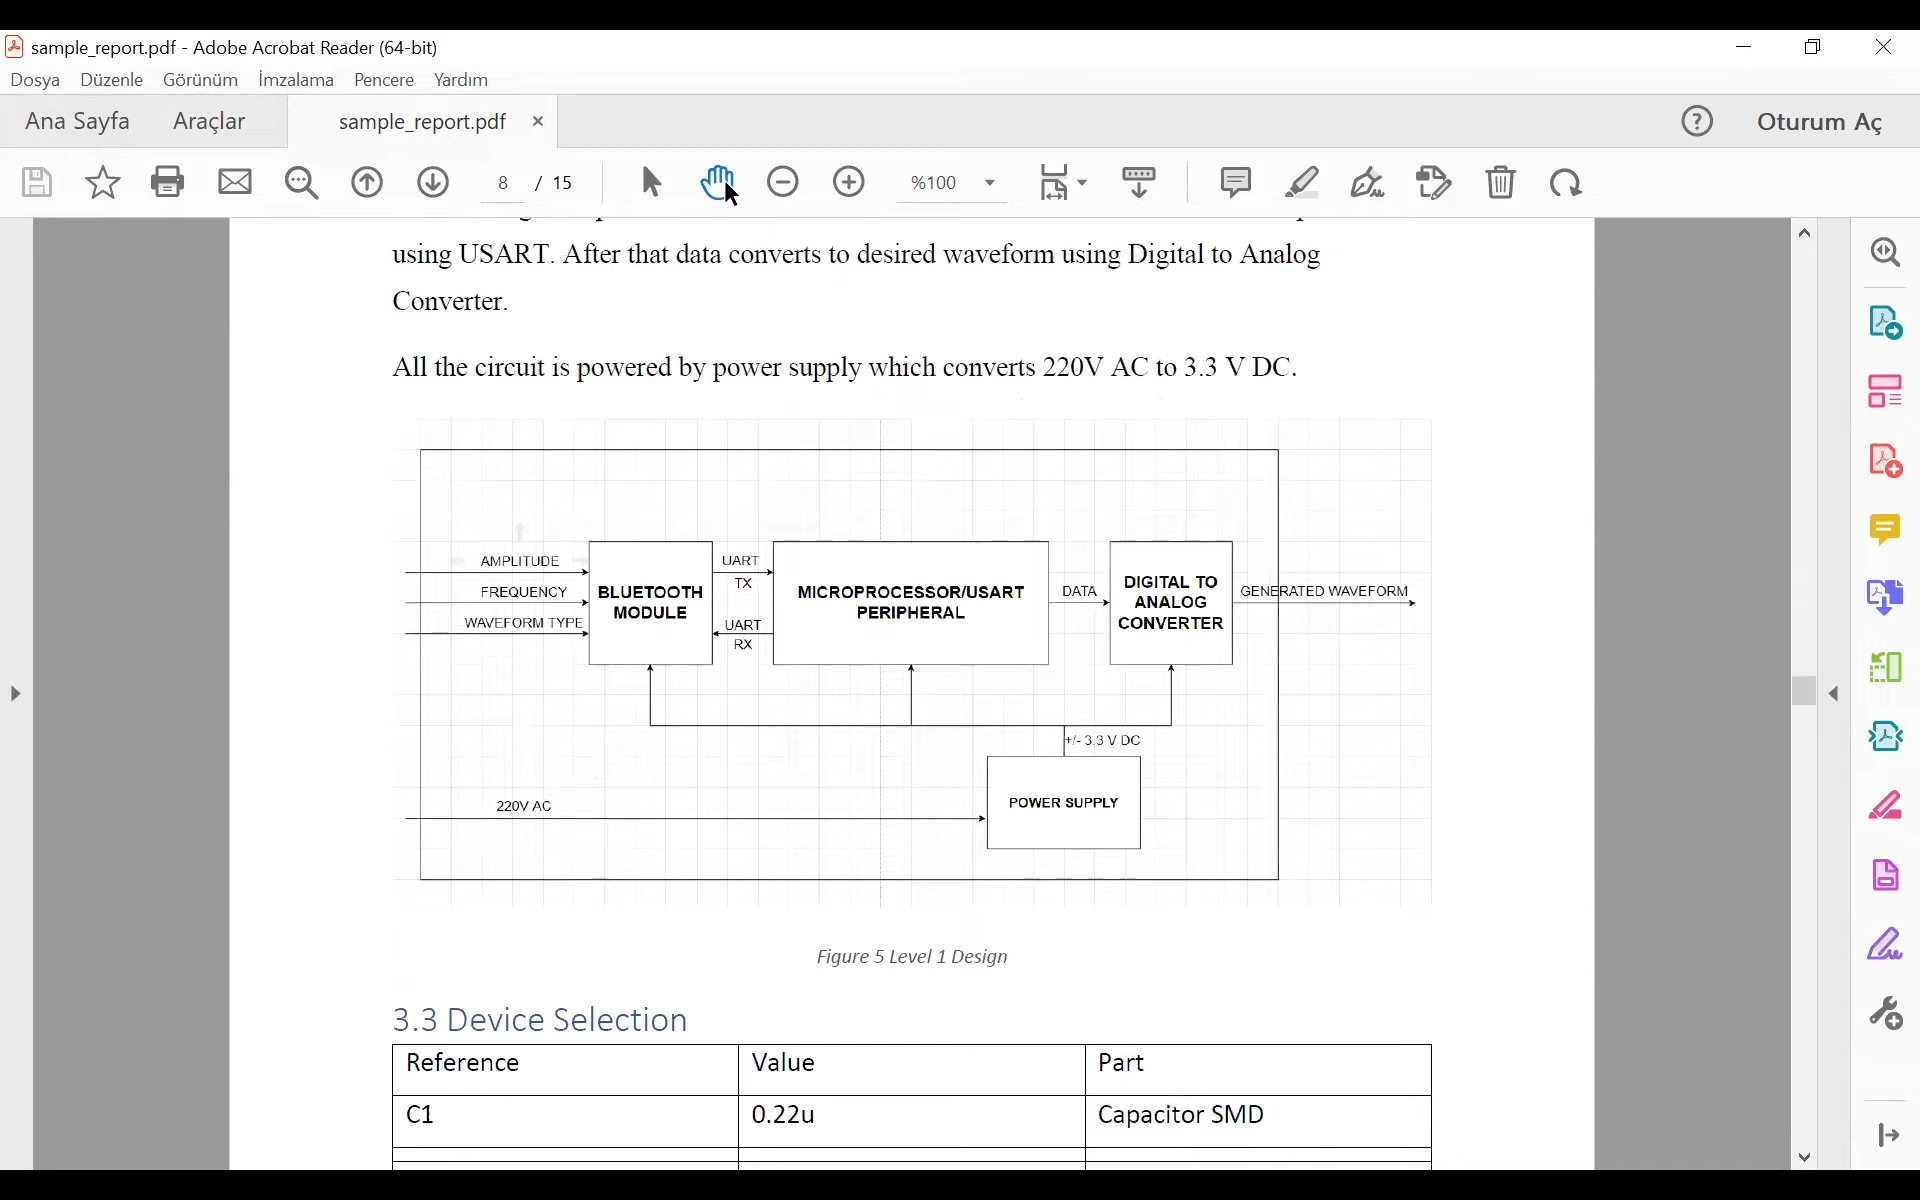 sample_report.pdf - Adobe Acrobat Reader (64-bit)
Dosya Düzenle Görünüm İmzalama Pencere Yardım
Ana Sayfa Araçlar sample_report.pdf Oturum Aç
8 / 15 %100
using USART. After that data converts to desired waveform using Digital to Analog
Converter.
All the circuit is powered by power supply which converts 220V AC to 3.3 V DC.
AMPLITUDE
FREQUENCY
WAVEFORM TYPE
BLUETOOTH
MODULE
UART
TX
UART
RX
MICROPROCESSOR/USART
PERIPHERAL
DATA
DIGITAL TO
ANALOG
CONVERTER
GENERATED WAVEFORM
+/- 3.3 V DC
220V AC
POWER SUPPLY
Figure 5 Level 1 Design
3.3 Device Selection
Reference Value Part
C1 0.22u Capacitor SMD